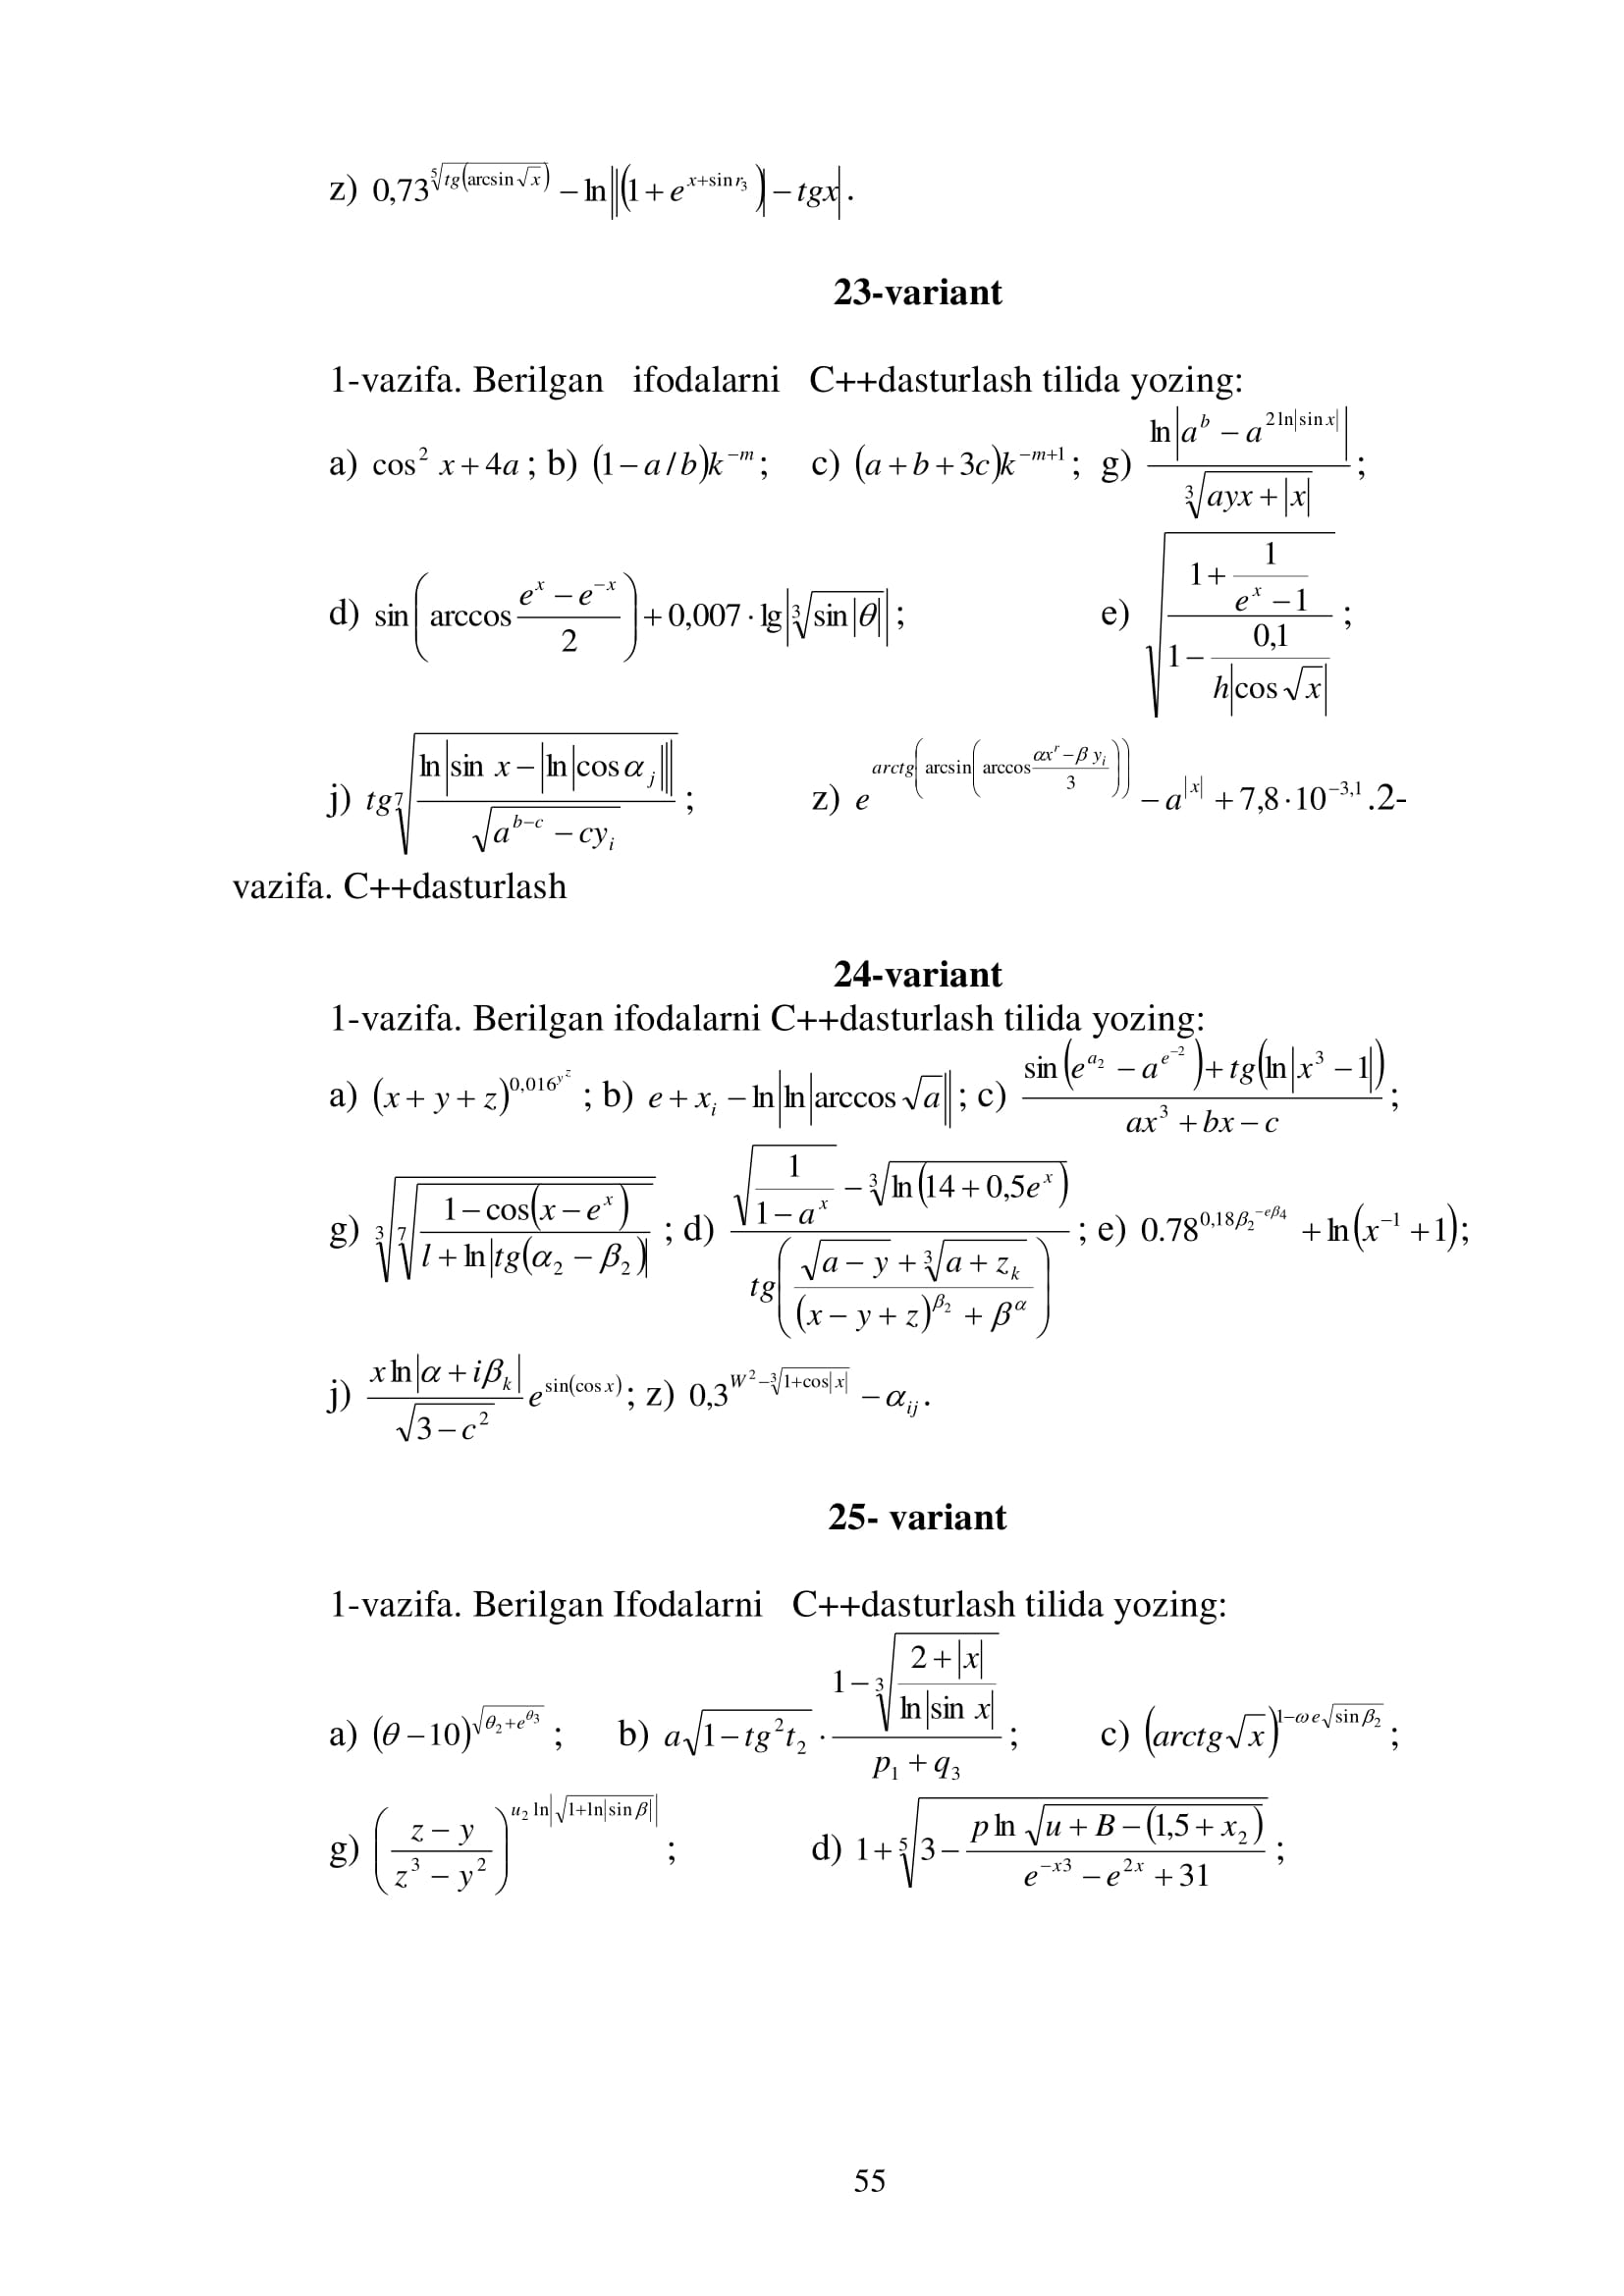 z) $0,73^{\sqrt[5]{tg(\arcsin\sqrt{x})}} - \ln\left|\left|(1+e^{x+\sin r_3})\right| - tgx\right|$.
23-variant
1-vazifa. Berilgan ifodalarni C++dasturlash tilida yozing:
a) $\cos^2 x + 4a$; b) $(1-a/b)k^{-m}$; c) $(a+b+3c)k^{-m+1}$; g) $\frac{\ln\left|a^b - a^{2\ln|\sin x|}\right|}{\sqrt[3]{ayx+|x|}}$;
d) $\sin\left(\arccos\frac{e^x - e^{-x}}{2}\right) + 0,007\cdot\lg\left|\sqrt[3]{\sin|\theta|}\right|$; e) $\sqrt{\frac{1+\frac{1}{e^x-1}}{1-\frac{0,1}{h|\cos\sqrt{x}|}}}$;
j) $tg\sqrt[7]{\frac{\ln\left|\sin x - \left|\ln\left|\cos\alpha_j\right|\right|\right|}{\sqrt{a^{b-c} - cy_i}}}$; z) $e^{arctg\left(\arcsin\left(\arccos\frac{\alpha x^r - \beta y_i}{3}\right)\right)} - a^{|x|} + 7,8\cdot 10^{-3,1}$.2-
vazifa. C++dasturlash
24-variant
1-vazifa. Berilgan ifodalarni C++dasturlash tilida yozing:
a) $(x+y+z)^{0,016^{y^z}}$; b) $e + x_i - \ln\left|\ln\left|\arccos\sqrt{a}\right|\right|$; c) $\frac{\sin\left(e^{a_2} - a^{e^{-2}}\right) + tg\left(\ln\left|x^3-1\right|\right)}{ax^3+bx-c}$;
g) $\sqrt[3]{\sqrt[7]{\frac{1-\cos(x-e^x)}{l+\ln|tg(\alpha_2-\beta_2)|}}}$; d) $\frac{\sqrt{\frac{1}{1-a^x}} - \sqrt[3]{\ln(14+0,5e^x)}}{tg\left(\frac{\sqrt{a-y}+\sqrt[3]{a+z_k}}{(x-y+z)^{\beta_2}+\beta^\alpha}\right)}$; e) $0.78^{0,18\beta_2^{-e\beta_4}} + \ln(x^{-1}+1)$;
j) $\frac{x\ln|\alpha+i\beta_k|}{\sqrt{3-c^2}}e^{\sin(\cos x)}$; z) $0,3^{W^2-\sqrt[3]{1+\cos|x|}} - \alpha_{ij}$.
25- variant
1-vazifa. Berilgan Ifodalarni C++dasturlash tilida yozing:
a) $(\theta-10)^{\sqrt{\theta_2+e^{\theta_3}}}$; b) $a\sqrt{1-tg^2t_2}\cdot\frac{1-\sqrt[3]{\frac{2+|x|}{\ln|\sin x|}}}{p_1+q_3}$; c) $(arctg\sqrt{x})^{1-\omega e\sqrt{\sin\beta_2}}$;
g) $\left(\frac{z-y}{z^3-y^2}\right)^{u_2\ln\left|\sqrt{1+\ln|\sin\beta|}\right|}$; d) $1+\sqrt[5]{3-\frac{p\ln\sqrt{u+B-(1,5+x_2)}}{e^{-x3}-e^{2x}+31}}$;
55